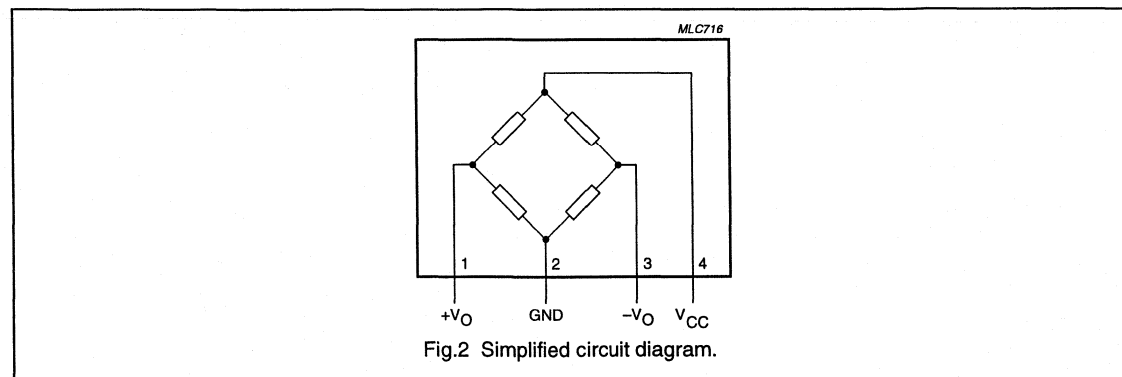 MLC716
1 2 3 4
+VO GND –VO VCC
Fig.2 Simplified circuit diagram.